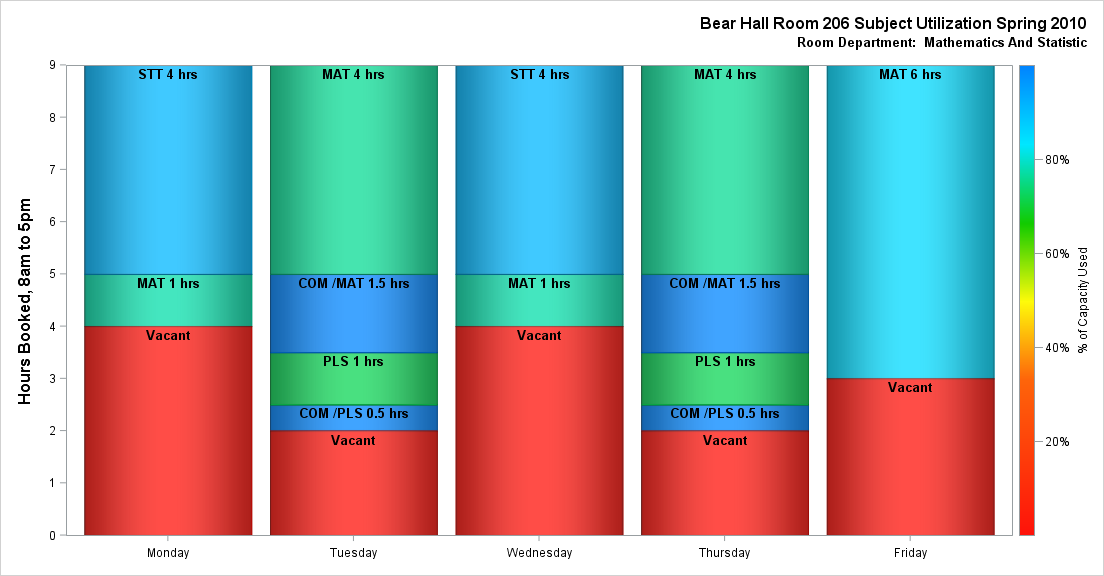 Bear Hall Room 206 Subject Utilization Spring 2010
Room Department:  Mathematics And Statistic
Hours Booked, 8am to 5pm
9
8
7
6
5
4
3
2
1
0
STT 4 hrs
MAT 1 hrs
Vacant
MAT 4 hrs
COM /MAT 1.5 hrs
PLS 1 hrs
COM /PLS 0.5 hrs
Vacant
STT 4 hrs
MAT 1 hrs
Vacant
MAT 4 hrs
COM /MAT 1.5 hrs
PLS 1 hrs
COM /PLS 0.5 hrs
Vacant
MAT 6 hrs
Vacant
Monday
Tuesday
Wednesday
Thursday
Friday
80%
60%
40%
20%
% of Capacity Used